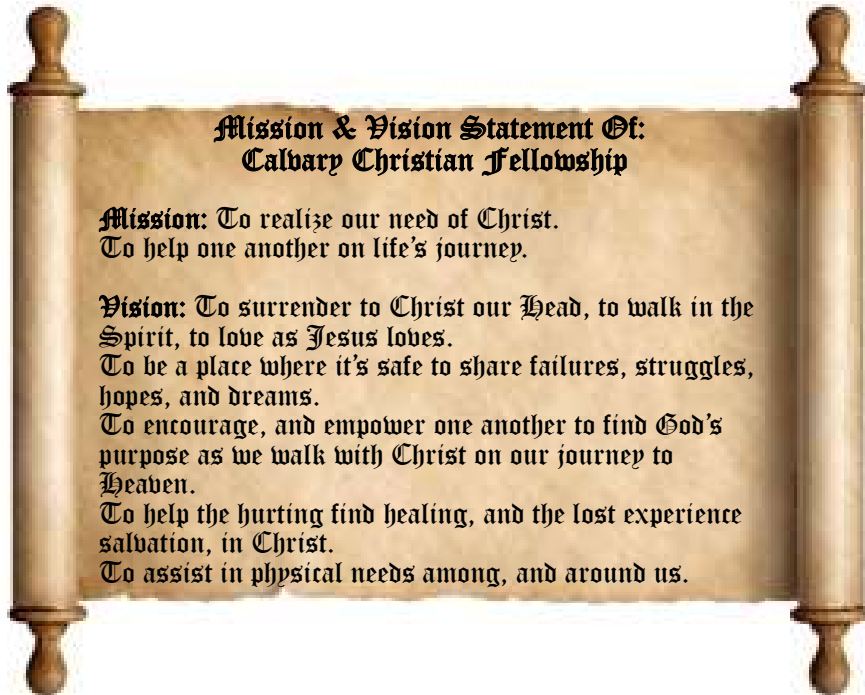 Mission & Vision Statement Of:
Calvary Christian Fellowship
Mission: To realize our need of Christ.
To help one another on life's journey.
Vision: To surrender to Christ our Head, to walk in the
Spirit, to love as Jesus loves.
To be a place where it's safe to share failures, struggles,
hopes, and dreams.
To encourage, and empower one another to find God's
purpose as we walk with Christ on our journey to
Heaven.
To help the hurting find healing, and the lost experience
salvation, in Christ.
To assist in physical needs among, and around us.